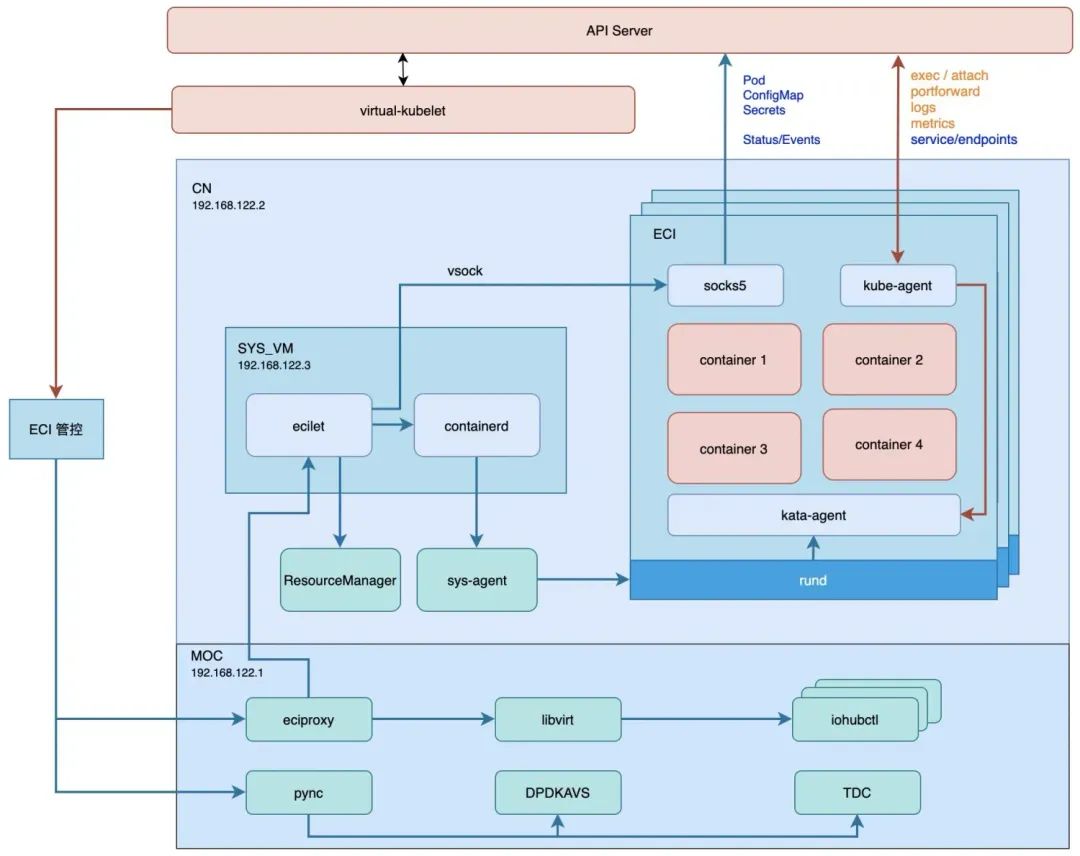 API Server
virtual-kubelet
Pod
ConfigMap
Secrets
Status/Events
exec / attach
portforward
logs
metrics
service/endpoints
CN
192.168.122.2
ECI
vsock
socks5
kube-agent
SYS_VM
192.168.122.3
container 1
container 2
ECI 管控
ecilet
containerd
container 3
container 4
kata-agent
ResourceManager
sys-agent
rund
MOC
192.168.122.1
eciproxy
libvirt
iohubctl
pync
DPDKAVS
TDC